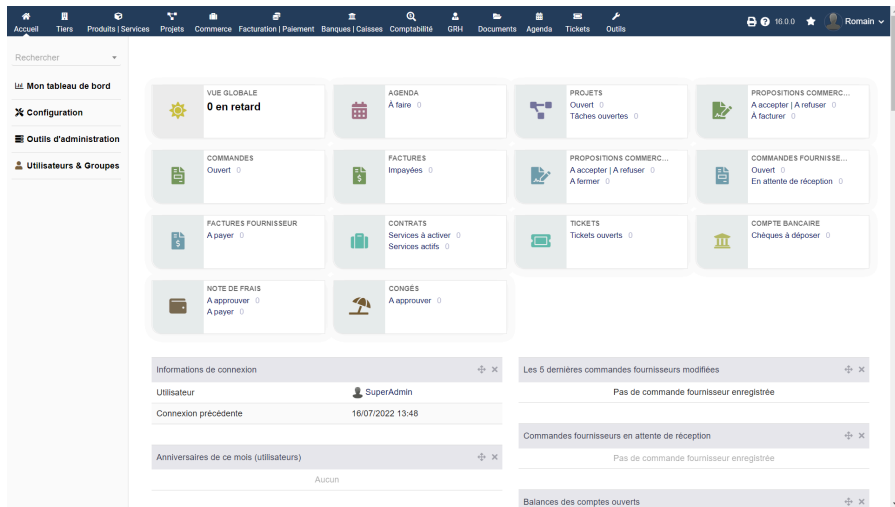 Accueil Tiers Produits | Services Projets Commerce Facturation | Paiement Banques | Caisses Comptabilité GRH Documents Agenda Tickets Outils 16.0.0 Romain
Rechercher
Mon tableau de bord
Configuration
Outils d'administration
Utilisateurs & Groupes
VUE GLOBALE
0 en retard
AGENDA
À faire 0
PROJETS
Ouvert 0
Tâches ouvertes 0
PROPOSITIONS COMMERC...
A accepter | A refuser 0
À facturer 0
COMMANDES
Ouvert 0
FACTURES
Impayées 0
PROPOSITIONS COMMERC...
A accepter | A refuser 0
A fermer 0
COMMANDES FOURNISSE...
Ouvert 0
En attente de réception 0
FACTURES FOURNISSEUR
A payer 0
CONTRATS
Services à activer 0
Services actifs 0
TICKETS
Tickets ouverts 0
COMPTE BANCAIRE
Chèques à déposer 0
NOTE DE FRAIS
A approuver 0
A payer 0
CONGÉS
A approuver 0
Informations de connexion
Utilisateur SuperAdmin
Connexion précédente 16/07/2022 13:48
Anniversaires de ce mois (utilisateurs)
Aucun
Les 5 dernières commandes fournisseurs modifiées
Pas de commande fournisseur enregistrée
Commandes fournisseurs en attente de réception
Pas de commande fournisseur enregistrée
Balances des comptes ouverts